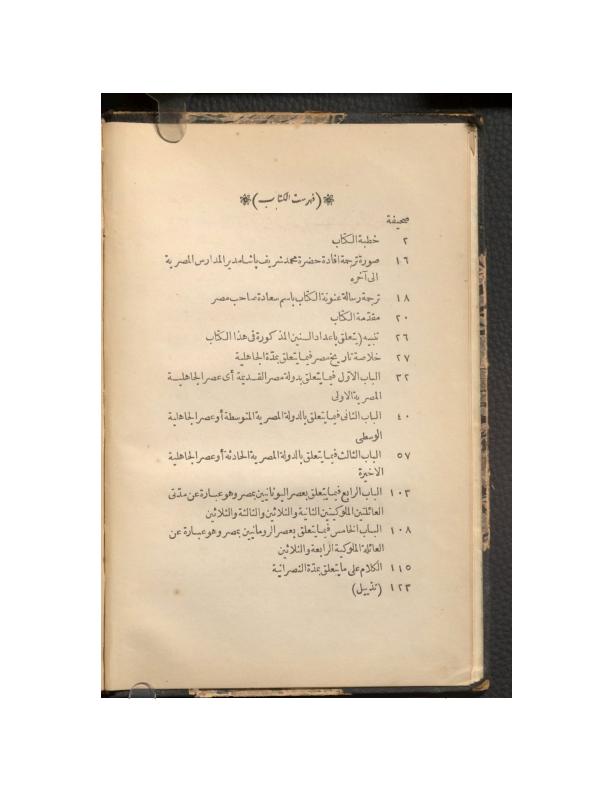 (فهرست الكتاب)
صحيفة
٢ خطبة الكتاب
١٦ صورة ترجمة افادة حضرة محمد شريف پاشا مدير المدارس المصرية
الى آخره
١٨ ترجمة رسالة عنونة الكتاب باسم سعادة صاحب مصر
٢٠ مقدمة الكتاب
٢٦ تنبيه (يتعلق باعداد السنين المذكورة فى هذا الكتاب
٢٧ خلاصة تاريخ مصر فيما يتعلق بمدة الجاهلية
٣٢ الباب الاول فيما يتعلق بدولة مصر القديمة أى عصر الجاهليـة
المصرية الاولى
٤٠ الباب الثانى فيما يتعلق بالدولة المصرية المتوسطة أو عصر الجاهلية
الوسطى
٥٧ الباب الثالث فيما يتعلق بالدولة المصرية الحادثة أو عصر الجاهلية
الاخيرة
١٠٣ الباب الرابع فيما يتعلق بعصر اليونانيين بمصر وهو عبارة عن مدتى
العائلتين الملوكيتين الثانية والثلاثين والثالثة والثلاثين
١٠٨ الباب الخامس فيما يتعلق بعصر الرومانيين بمصر وهو عبارة عن
العائلة الملوكية الرابعة والثلاثين
١١٥ الكلام على ما يتعلق بمدة النصرانية
١٢٣ (تذييل)